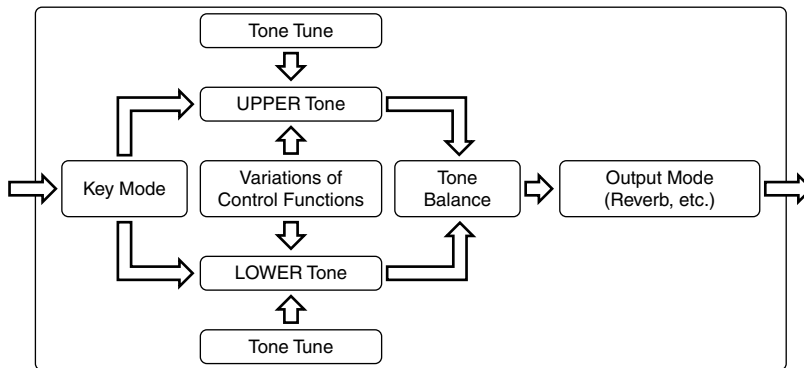 Tone Tune
UPPER Tone
Key Mode
Variations of
Control Functions
Tone
Balance
Output Mode
(Reverb, etc.)
LOWER Tone
Tone Tune